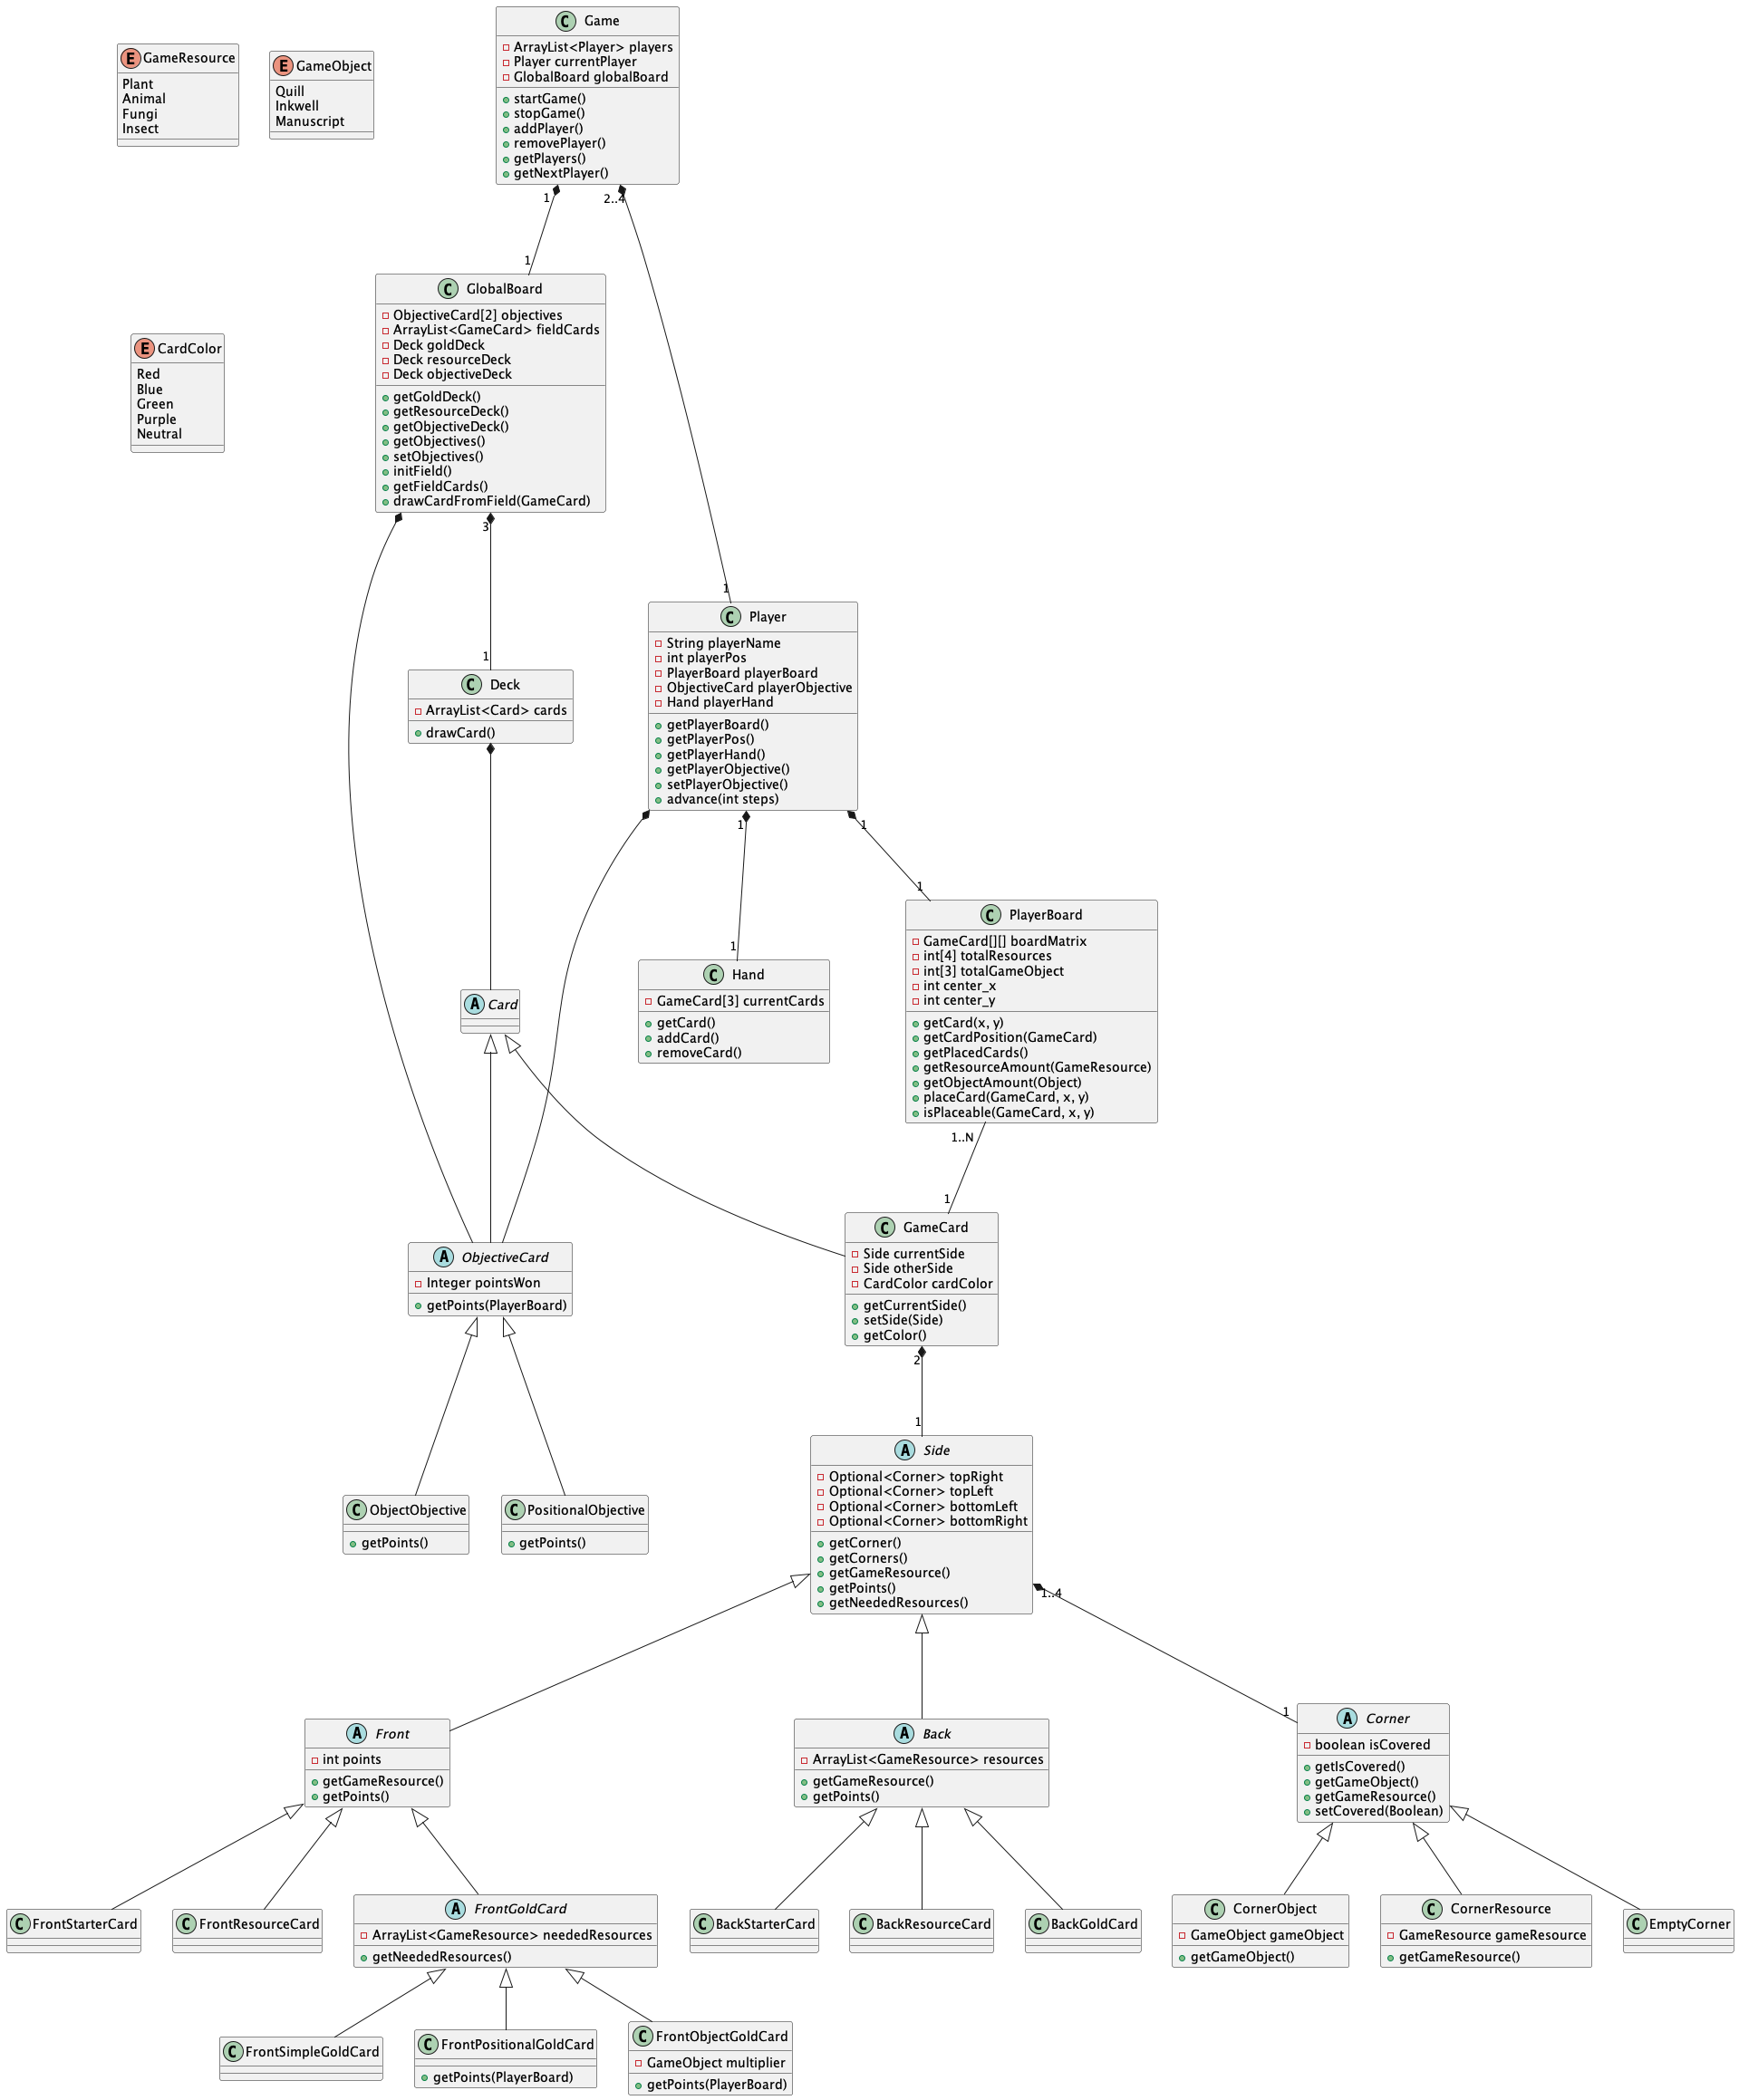 E GameResource
Plant
Animal
Fungi
Insect
E GameObject
Quill
Inkwell
Manuscript
C Game
ArrayList<Player> players
Player currentPlayer
GlobalBoard globalBoard
startGame()
stopGame()
addPlayer()
removePlayer()
getPlayers()
getNextPlayer()
1
2..4
1
E CardColor
Red
Blue
Green
Purple
Neutral
C GlobalBoard
ObjectiveCard[2] objectives
ArrayList<GameCard> fieldCards
Deck goldDeck
Deck resourceDeck
Deck objectiveDeck
getGoldDeck()
getResourceDeck()
getObjectiveDeck()
getObjectives()
setObjectives()
initField()
getFieldCards()
drawCardFromField(GameCard)
3
1
1
C Deck
ArrayList<Card> cards
drawCard()
C Player
String playerName
int playerPos
PlayerBoard playerBoard
ObjectiveCard playerObjective
Hand playerHand
getPlayerBoard()
getPlayerPos()
getPlayerHand()
getPlayerObjective()
setPlayerObjective()
advance(int steps)
1
1
1
1
A Card
C Hand
GameCard[3] currentCards
getCard()
addCard()
removeCard()
C PlayerBoard
GameCard[][] boardMatrix
int[4] totalResources
int[3] totalGameObject
int center_x
int center_y
getCard(x, y)
getCardPosition(GameCard)
getPlacedCards()
getResourceAmount(GameResource)
getObjectAmount(Object)
placeCard(GameCard, x, y)
isPlaceable(GameCard, x, y)
1..N
1
A ObjectiveCard
Integer pointsWon
getPoints(PlayerBoard)
C GameCard
Side currentSide
Side otherSide
CardColor cardColor
getCurrentSide()
setSide(Side)
getColor()
2
1
C ObjectObjective
getPoints()
C PositionalObjective
getPoints()
A Side
Optional<Corner> topRight
Optional<Corner> topLeft
Optional<Corner> bottomLeft
Optional<Corner> bottomRight
getCorner()
getCorners()
getGameResource()
getPoints()
getNeededResources()
1..4
1
A Front
int points
getGameResource()
getPoints()
A Back
ArrayList<GameResource> resources
getGameResource()
getPoints()
A Corner
boolean isCovered
getIsCovered()
getGameObject()
getGameResource()
setCovered(Boolean)
C FrontStarterCard
C FrontResourceCard
A FrontGoldCard
ArrayList<GameResource> neededResources
getNeededResources()
C BackStarterCard
C BackResourceCard
C BackGoldCard
C CornerObject
GameObject gameObject
getGameObject()
C CornerResource
GameResource gameResource
getGameResource()
C EmptyCorner
C FrontSimpleGoldCard
C FrontPositionalGoldCard
getPoints(PlayerBoard)
C FrontObjectGoldCard
GameObject multiplier
getPoints(PlayerBoard)